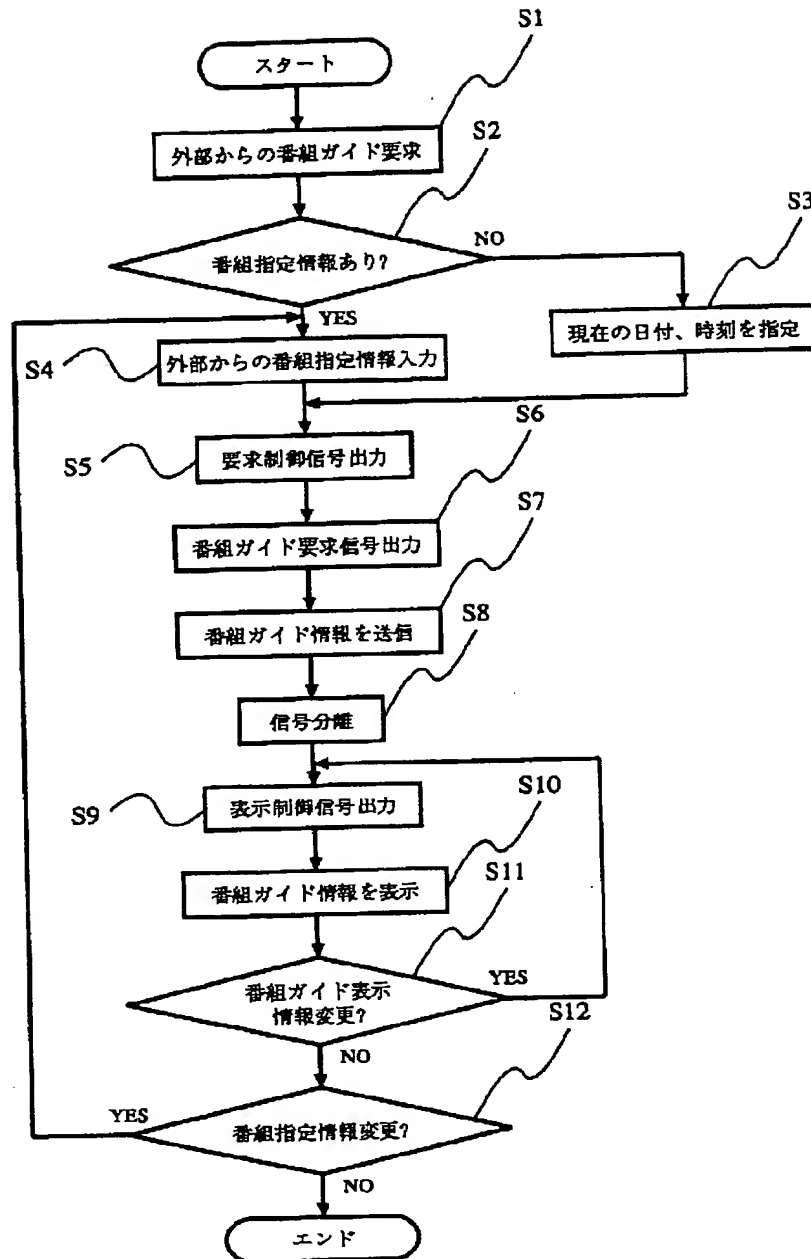 S1
スタート
外部からの番組ガイド要求
S2
番組指定情報あり?
NO
S3
現在の日付、時刻を指定
YES
S4
外部からの番組指定情報入力
S5
要求制御信号出力
S6
番組ガイド要求信号出力
S7
番組ガイド情報を送信
S8
信号分離
S9
表示制御信号出力
S10
番組ガイド情報を表示
S11
番組ガイド表示
情報変更?
YES
NO
S12
番組指定情報変更?
YES
NO
エンド